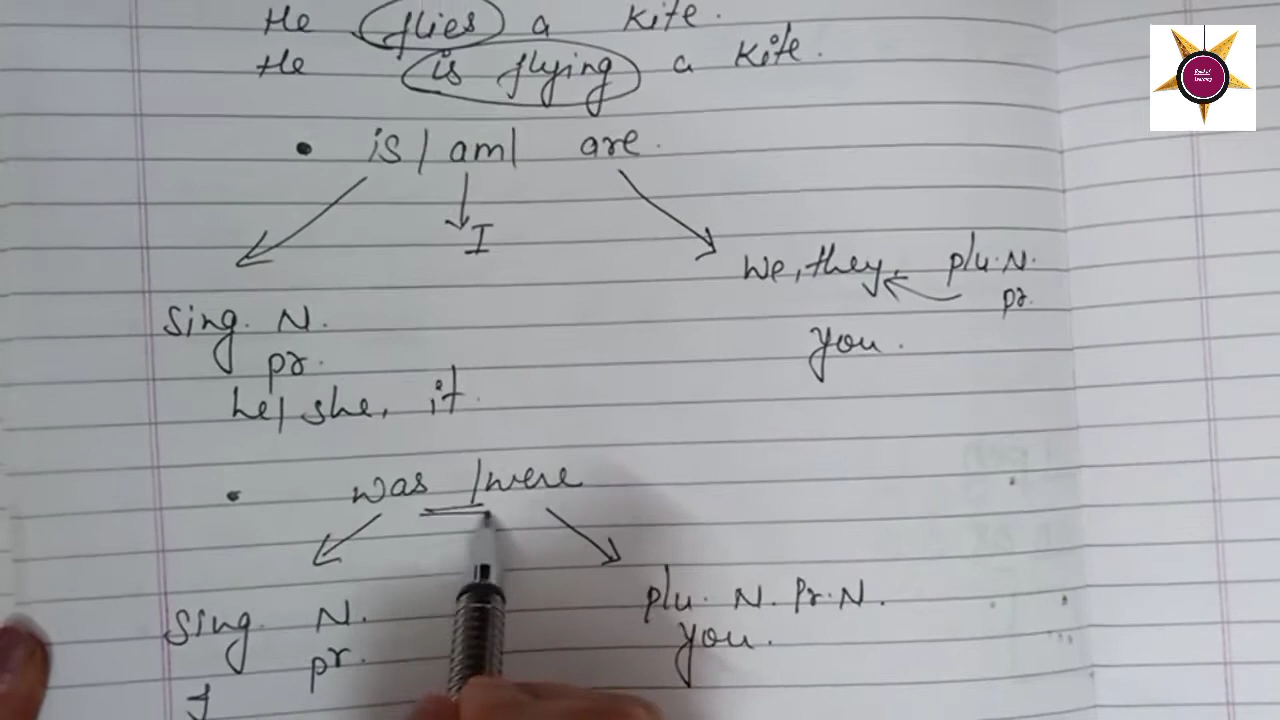 He flies a kite.
He is flying a kite.
• is / am / are.
I
We, they, plu. N.
pr.
you.
Sing. N.
pr.
he/ she, it.
• was / were
Sing. N.
pr.
I
plu. N. Pr. N.
you.